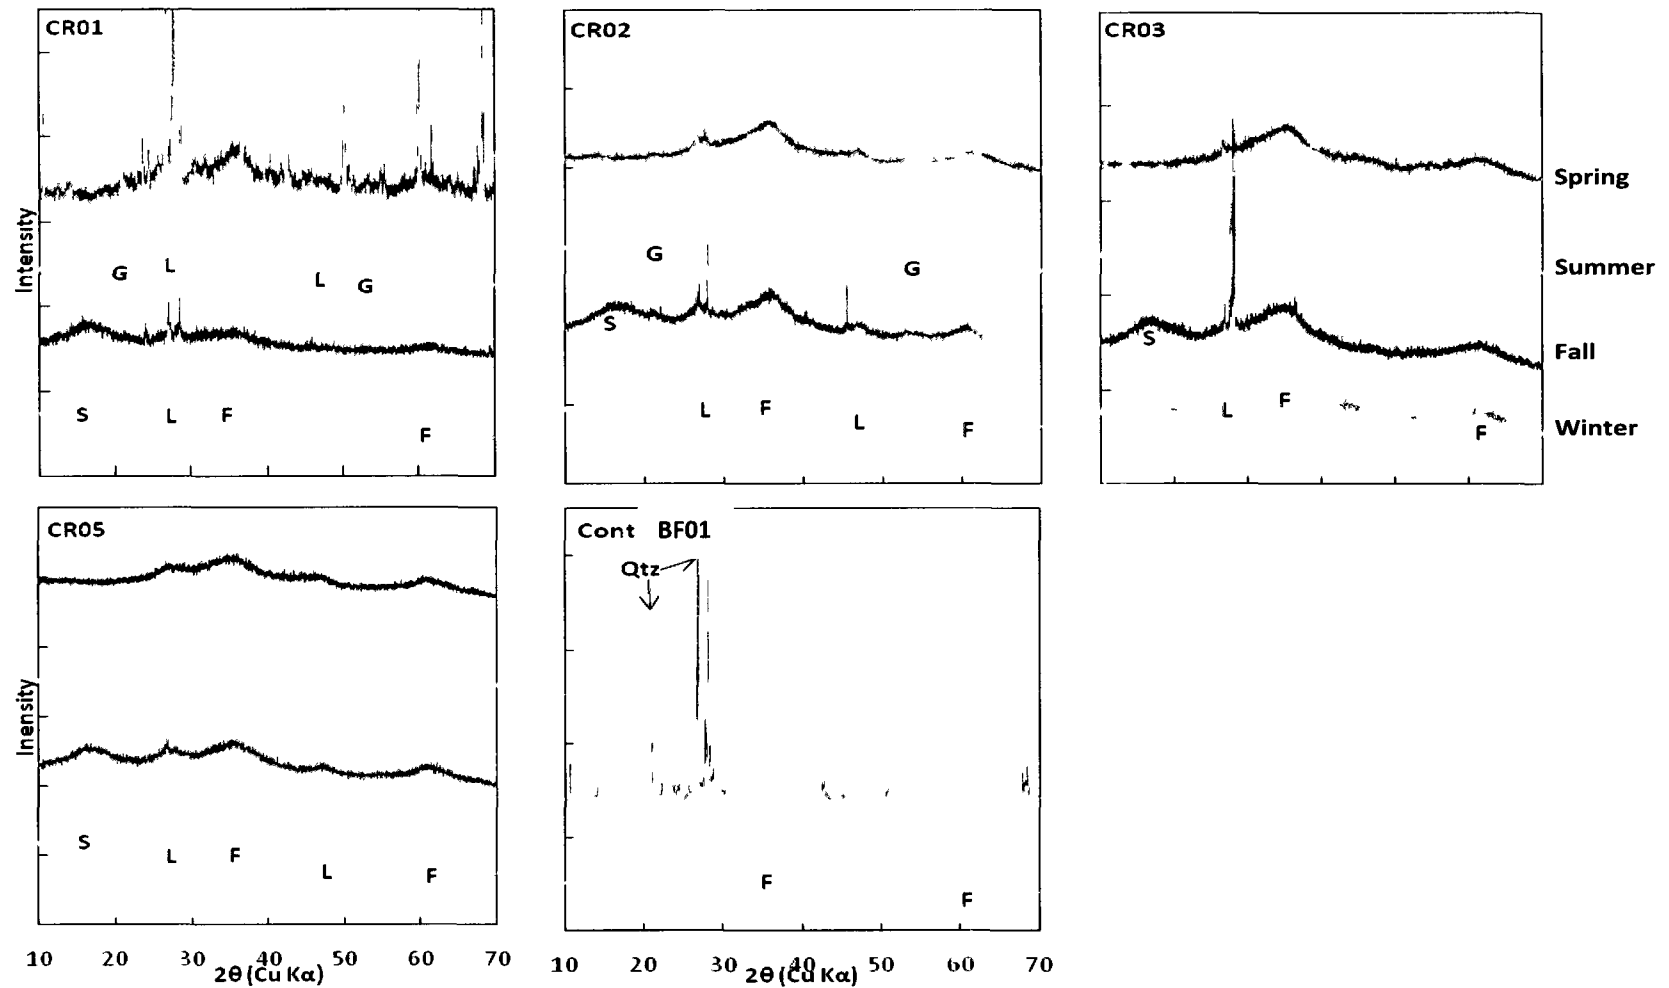 CR01
CR02
CR03
Spring
Summer
Fall
Winter
Intensity
G L L G
S L F F
G G
S
L F L F
S
L F F
CR05
Cont BF01
Qtz
Inensity
S L F L F
F F
10 20 30 40 50 60 70
2θ (Cu Kα)
10 20 30 40 50 60 70
2θ (Cu Kα)